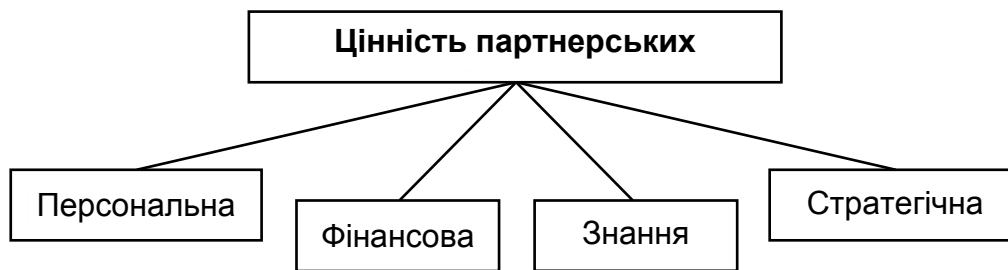 Цінність партнерських
Персональна
Фінансова
Знання
Стратегічна